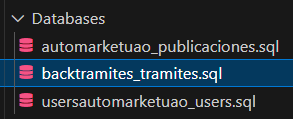 Databases
automarketuao_publicaciones.sql
backtramites_tramites.sql
usersautomarketuao_users.sql